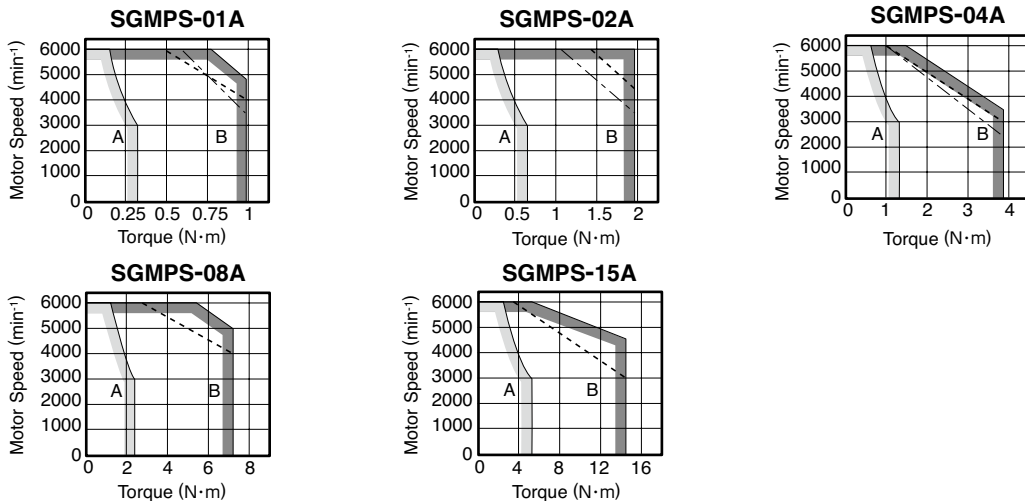 SGMPS-01A
Motor Speed (min⁻¹)
6000
5000
4000
3000
2000
1000
0
A
B
0 0.25 0.5 0.75 1
Torque (N·m)
SGMPS-02A
Motor Speed (min⁻¹)
6000
5000
4000
3000
2000
1000
0
A
B
0 0.5 1 1.5 2
Torque (N·m)
SGMPS-04A
Motor Speed (min⁻¹)
6000
5000
4000
3000
2000
1000
0
A
B
0 1 2 3 4
Torque (N·m)
SGMPS-08A
Motor Speed (min⁻¹)
6000
5000
4000
3000
2000
1000
0
A
B
0 2 4 6 8
Torque (N·m)
SGMPS-15A
Motor Speed (min⁻¹)
6000
5000
4000
3000
2000
1000
0
A
B
0 4 8 12 16
Torque (N·m)